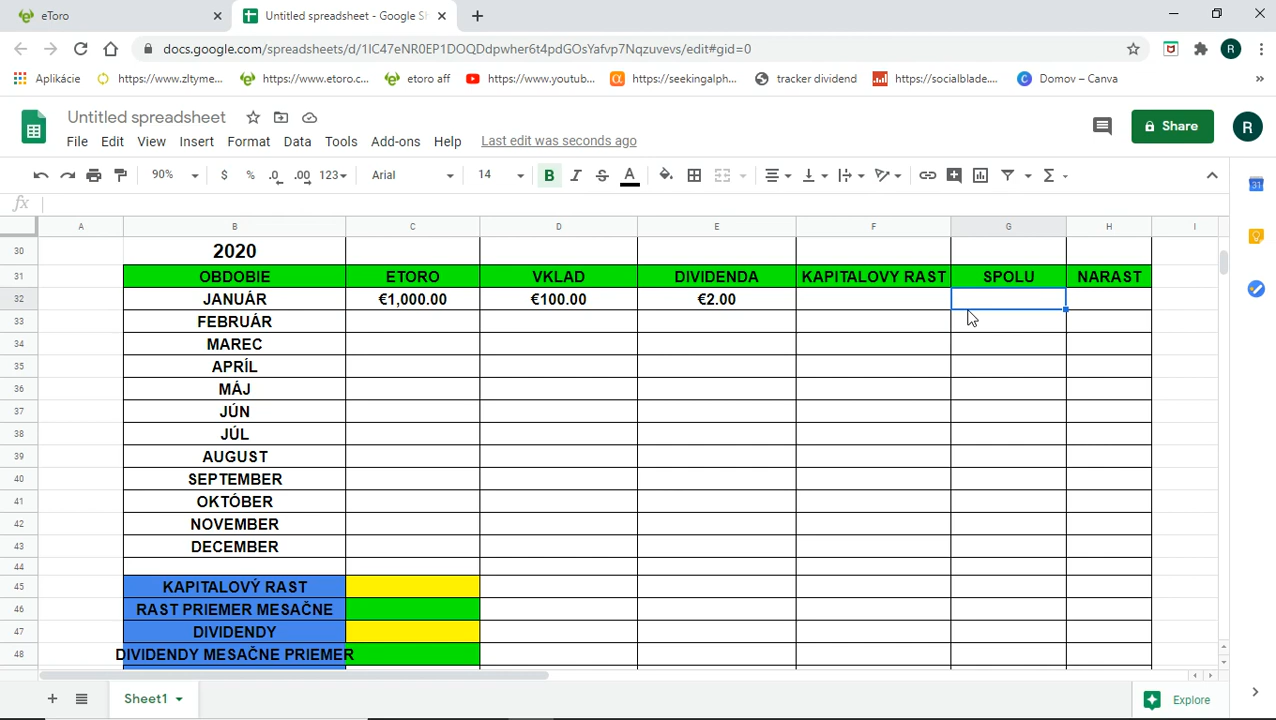 eToro
Untitled spreadsheet - Google Sh
docs.google.com/spreadsheets/d/1IC47eNR0EP1DOQDdpwher6t4pdGOsYafvp7Nqzuvevs/edit#gid=0
R
Aplikácie https://www.zltyme... https://www.etoro.c... etoro aff https://www.youtub... https://seekingalph... tracker dividend https://socialblade.... Domov – Canva »
Untitled spreadsheet
Share
R
File Edit View Insert Format Data Tools Add-ons Help Last edit was seconds ago
90% $ % .0 .00 123 Arial 14 B I S A Σ
31
fx
A B C D E F G H I
30 2020
31 OBDOBIE ETORO VKLAD DIVIDENDA KAPITALOVY RAST SPOLU NARAST
32 JANUÁR €1,000.00 €100.00 €2.00
33 FEBRUÁR
34 MAREC
35 APRÍL
36 MÁJ
37 JÚN
38 JÚL
39 AUGUST
40 SEPTEMBER
41 OKTÓBER
42 NOVEMBER
43 DECEMBER
44
45 KAPITALOVÝ RAST
46 RAST PRIEMER MESAČNE
47 DIVIDENDY
48 DIVIDENDY MESAČNE PRIEMER
Sheet1
Explore